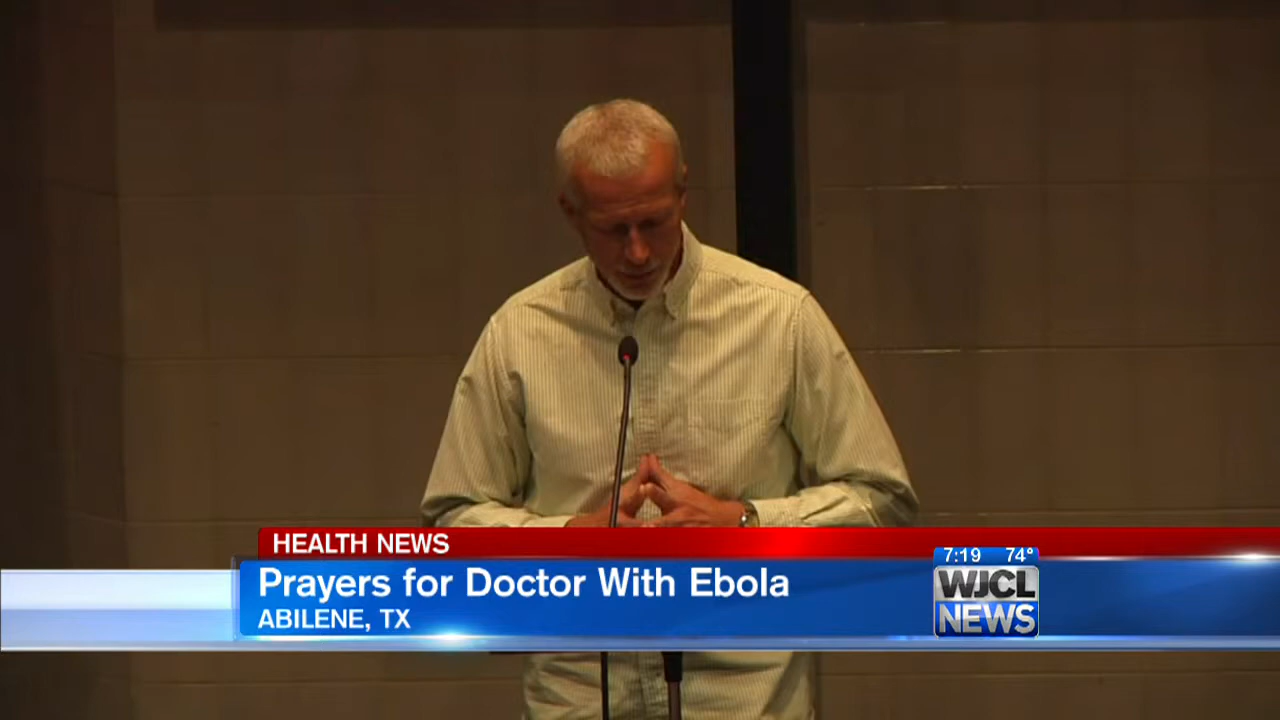 HEALTH NEWS
Prayers for Doctor With Ebola
ABILENE, TX
7:19 74°
WJCL
NEWS